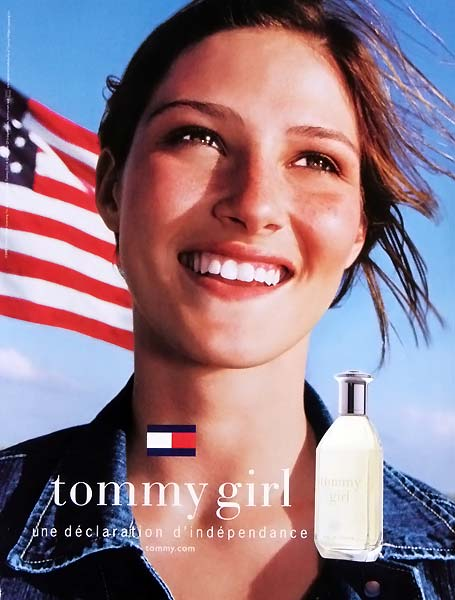 tommy girl
une déclaration d'indépendance
tommy.com
tommy
girl